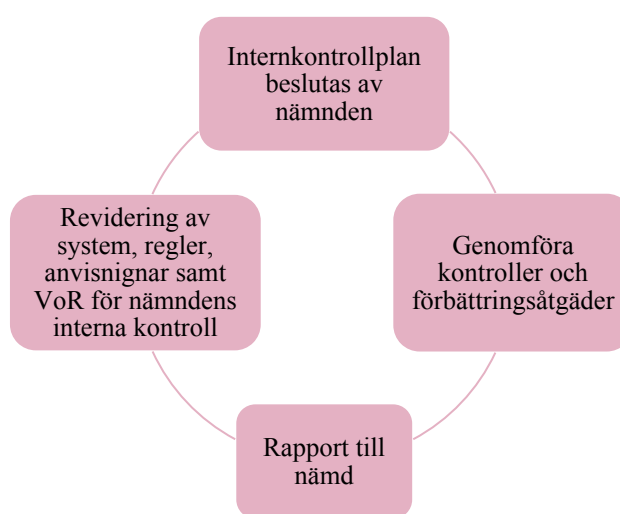 Internkontrollplan
beslutas av
nämnden
Genomföra
kontroller och
förbättringsåtgäder
Rapport till
nämd
Revidering av
system, regler,
anvisnignar samt
VoR för nämndens
interna kontroll